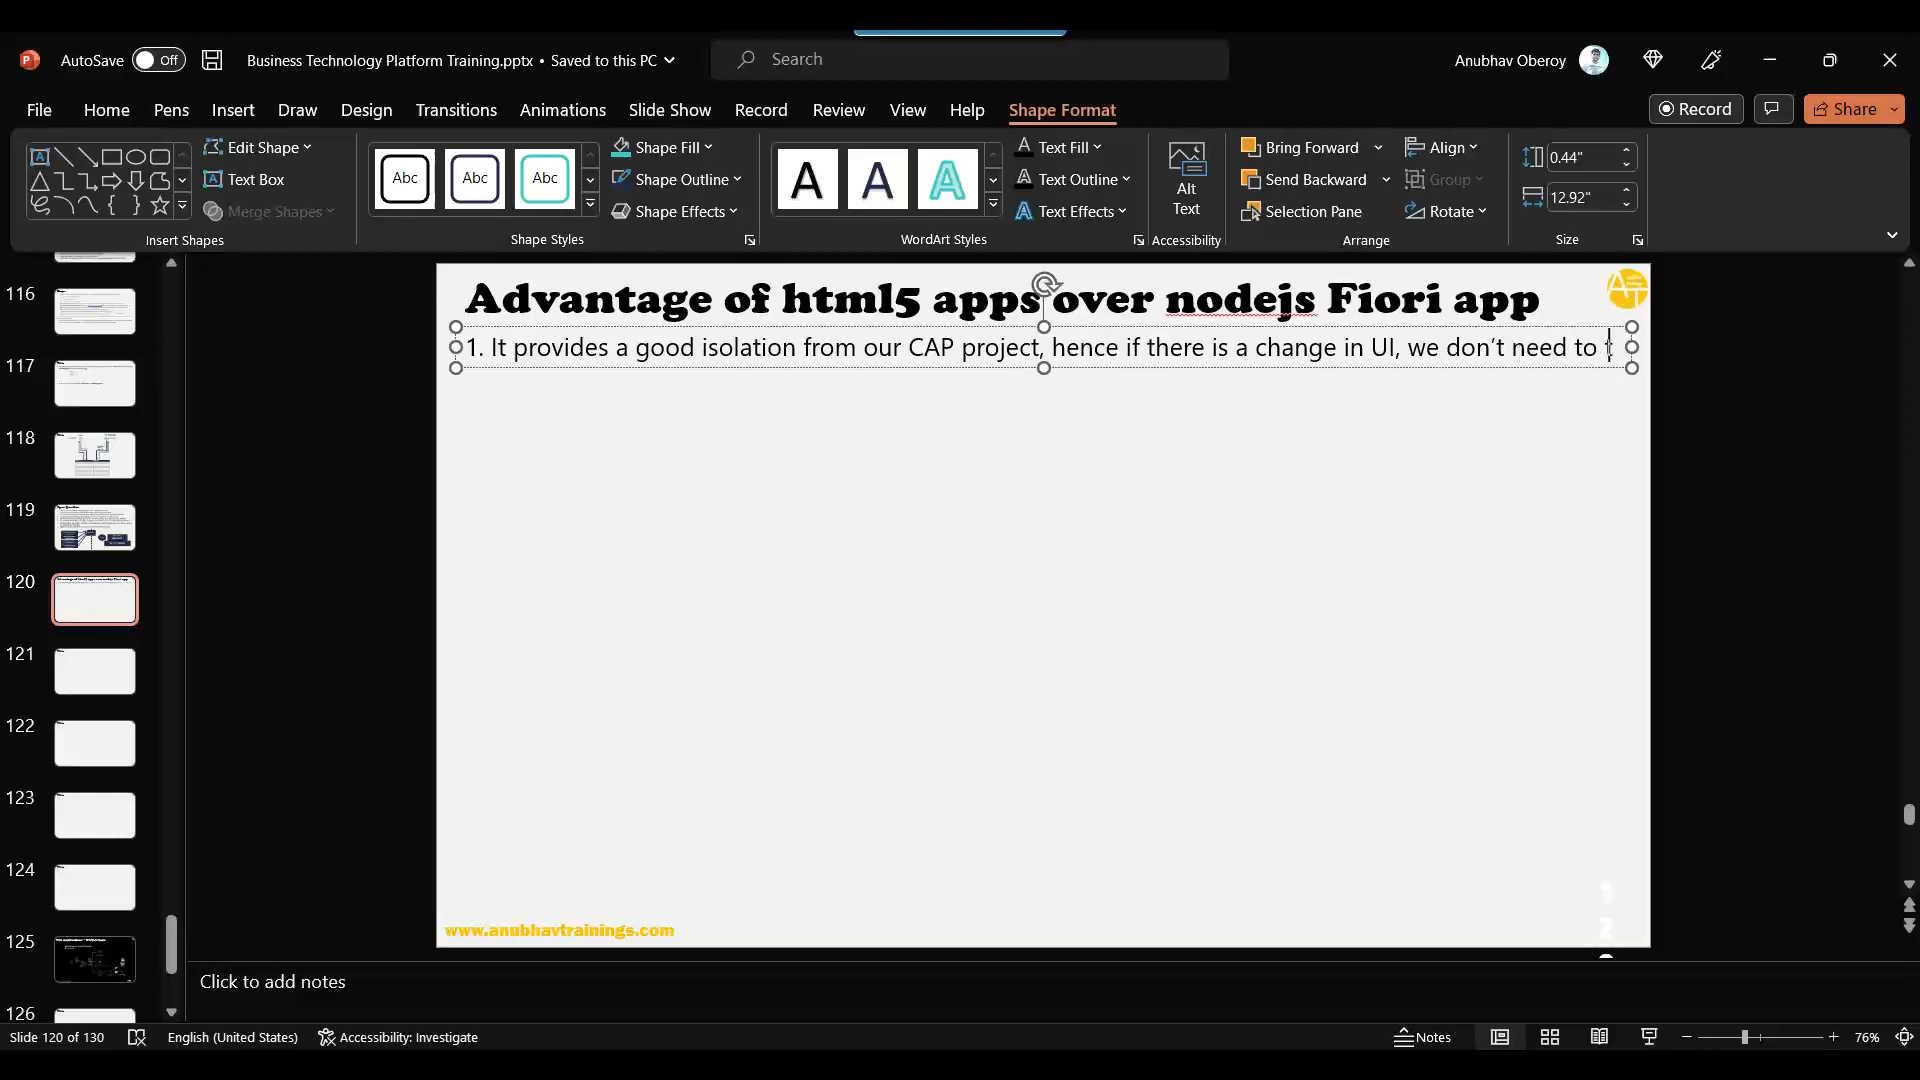 AutoSave Off Business Technology Platform Training.pptx • Saved to this PC Search Anubhav Oberoy
File Home Pens Insert Draw Design Transitions Animations Slide Show Record Review View Help Shape Format Record Share
Edit Shape
Text Box
Merge Shapes
Insert Shapes
Abc Abc Abc
Shape Fill
Shape Outline
Shape Effects
Shape Styles
A A A
Text Fill
Text Outline
Text Effects
WordArt Styles
Alt
Text
Accessibility
Bring Forward
Send Backward
Selection Pane
Align
Group
Rotate
Arrange
0.44"
12.92"
Size
116
117
118
119
120
121
122
123
124
125
126
Advantage of html5 apps over nodejs Fiori app
AT
1. It provides a good isolation from our CAP project, hence if there is a change in UI, we don’t need to t
1
2
www.anubhavtrainings.com
Click to add notes
Slide 120 of 130 English (United States) Accessibility: Investigate Notes 76%